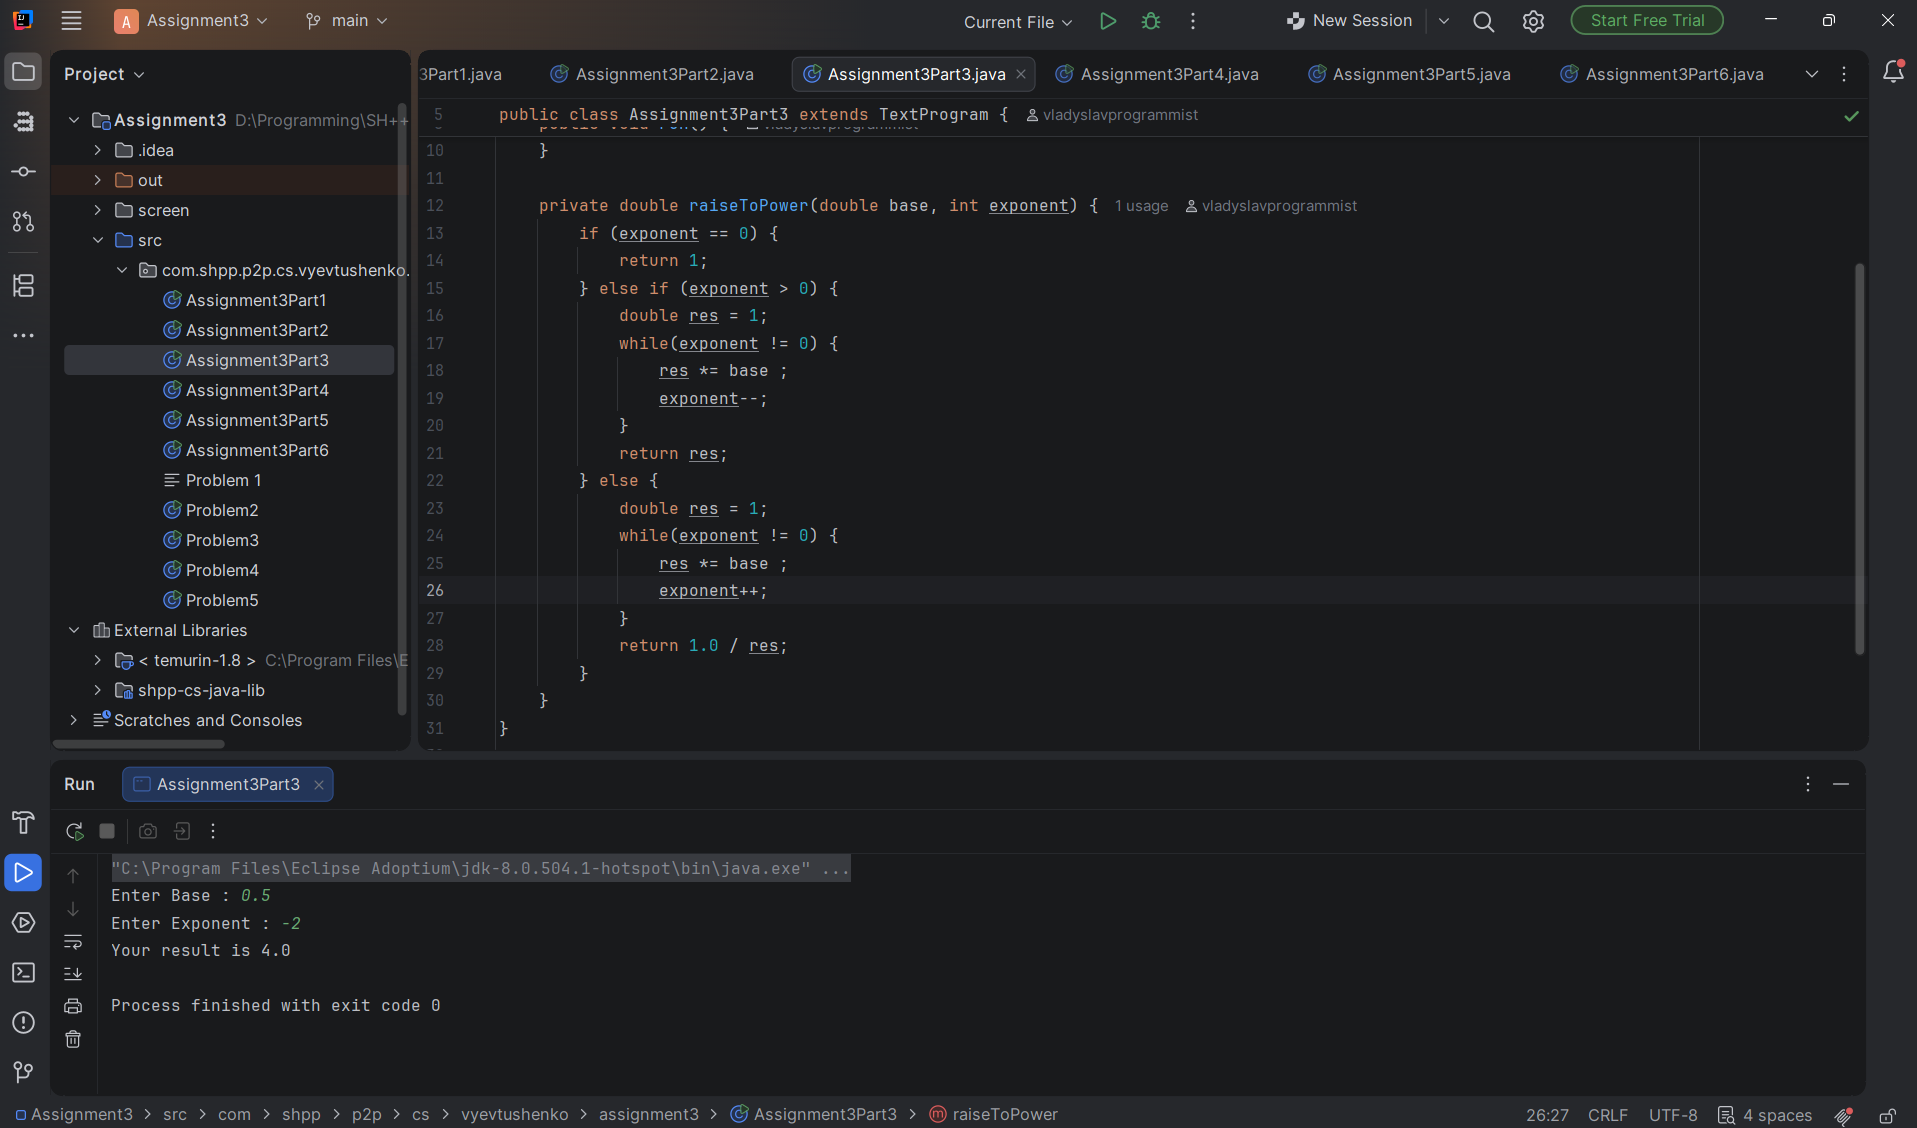 A Assignment3 main Current File New Session Start Free Trial
Project
3Part1.java Assignment3Part2.java Assignment3Part3.java Assignment3Part4.java Assignment3Part5.java Assignment3Part6.java
Assignment3 D:\Programming\SH++
.idea
out
screen
src
com.shpp.p2p.cs.vyevtushenko.
Assignment3Part1
Assignment3Part2
Assignment3Part3
Assignment3Part4
Assignment3Part5
Assignment3Part6
Problem 1
Problem2
Problem3
Problem4
Problem5
External Libraries
< temurin-1.8 > C:\Program Files\E
shpp-cs-java-lib
Scratches and Consoles
5 public class Assignment3Part3 extends TextProgram { vladyslavprogrammist
10 }
11
12 private double raiseToPower(double base, int exponent) { 1 usage vladyslavprogrammist
13 if (exponent == 0) {
14 return 1;
15 } else if (exponent > 0) {
16 double res = 1;
17 while(exponent != 0) {
18 res *= base ;
19 exponent--;
20 }
21 return res;
22 } else {
23 double res = 1;
24 while(exponent != 0) {
25 res *= base ;
26 exponent++;
27 }
28 return 1.0 / res;
29 }
30 }
31 }
Run Assignment3Part3
"C:\Program Files\Eclipse Adoptium\jdk-8.0.504.1-hotspot\bin\java.exe" ...
Enter Base : 0.5
Enter Exponent : -2
Your result is 4.0
Process finished with exit code 0
Assignment3 > src > com > shpp > p2p > cs > vyevtushenko > assignment3 > Assignment3Part3 > raiseToPower 26:27 CRLF UTF-8 4 spaces